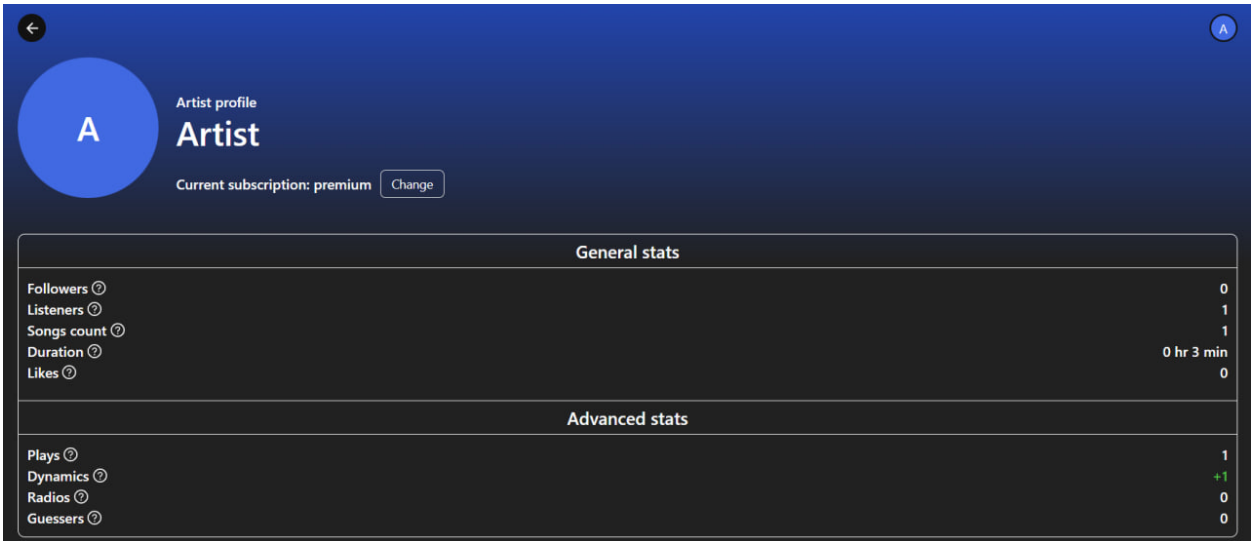 A
A
Artist profile
Artist
Current subscription: premium Change
General stats
Followers 0
Listeners 1
Songs count 1
Duration 0 hr 3 min
Likes 0
Advanced stats
Plays 1
Dynamics +1
Radios 0
Guessers 0